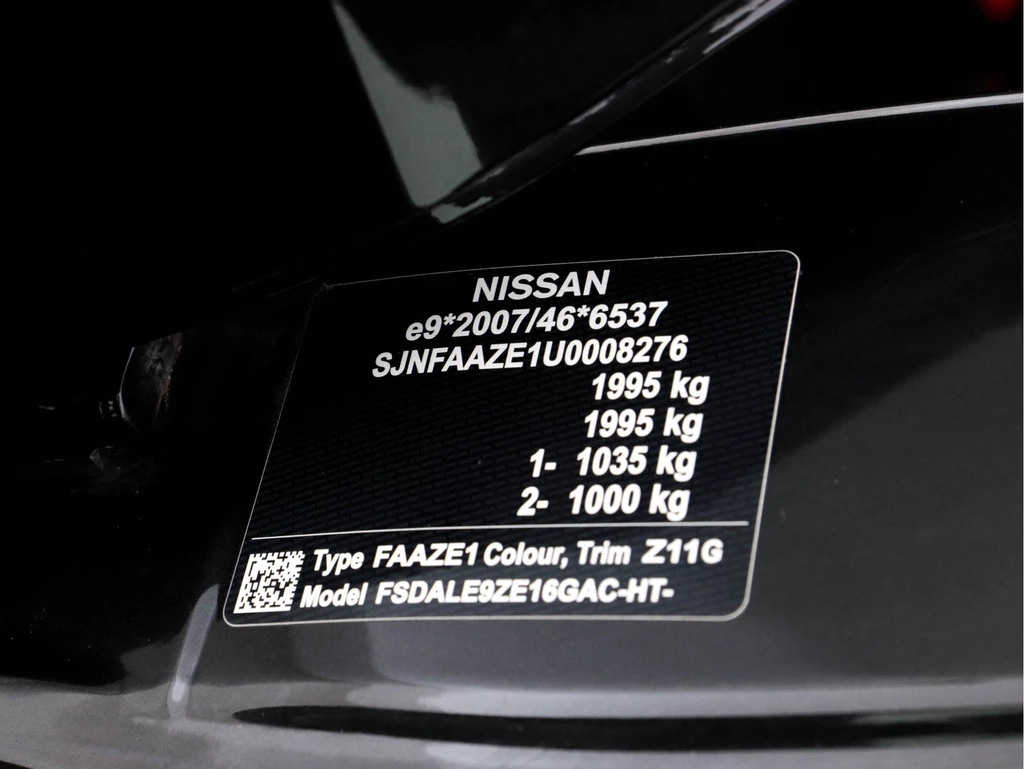 NISSAN
e9*2007/46*6537
SJNFAAZE1U0008276
1995 kg
1995 kg
1- 1035 kg
2- 1000 kg
Type FAAZE1 Colour, Trim Z11G
Model FSDALE9ZE16GAC-HT-